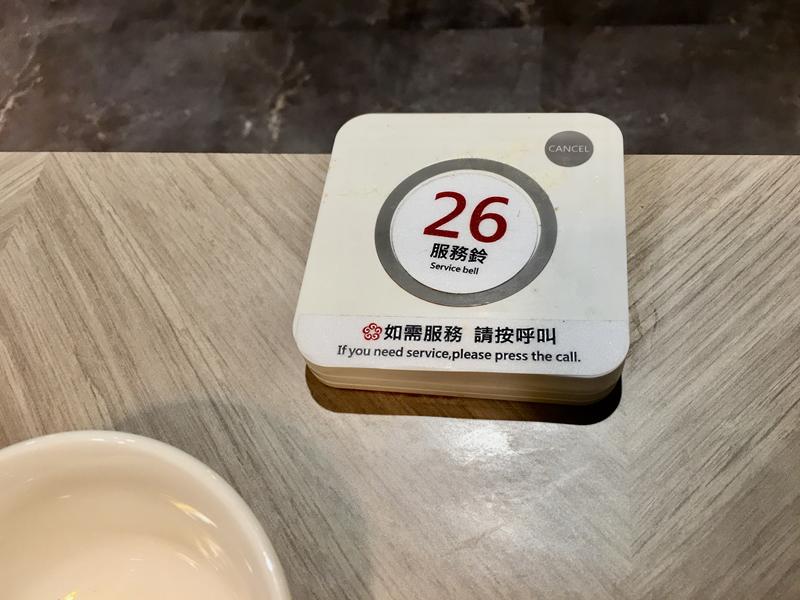 CANCEL
26
服務鈴
Service bell
如需服務 請按呼叫
If you need service,please press the call.